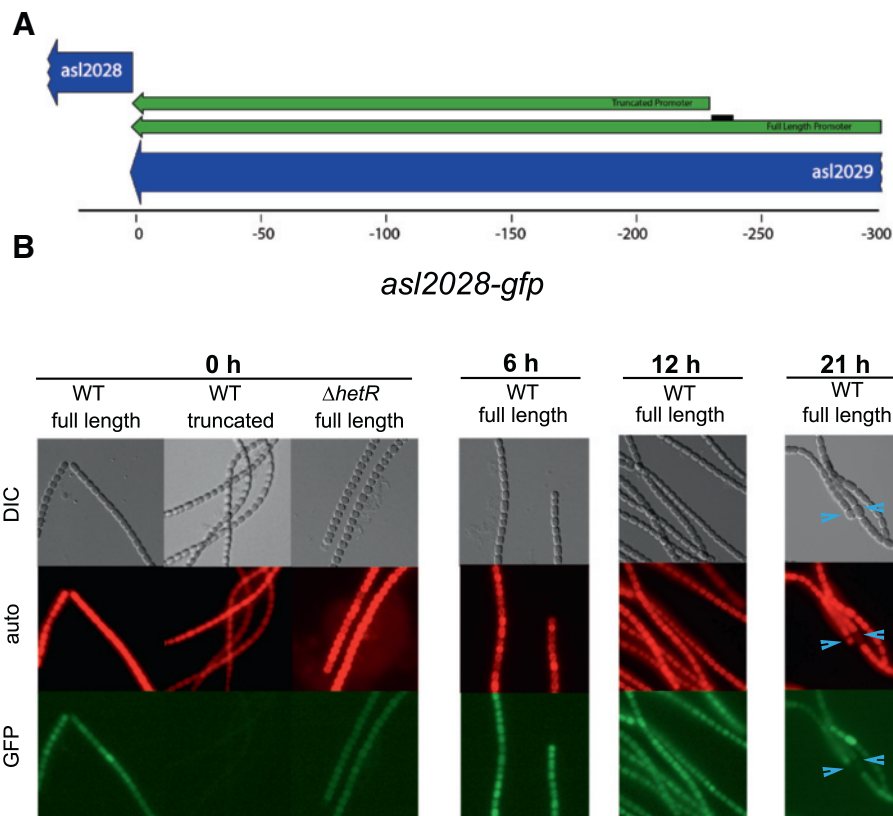 A
asl2028
Truncated Promoter
Full Length Promoter
asl2029
0 -50 -100 -150 -200 -250 -300
B
asl2028-gfp
0 h 6 h 12 h 21 h
WT WT ΔhetR WT WT WT
full length truncated full length full length full length full length
DIC
auto
GFP